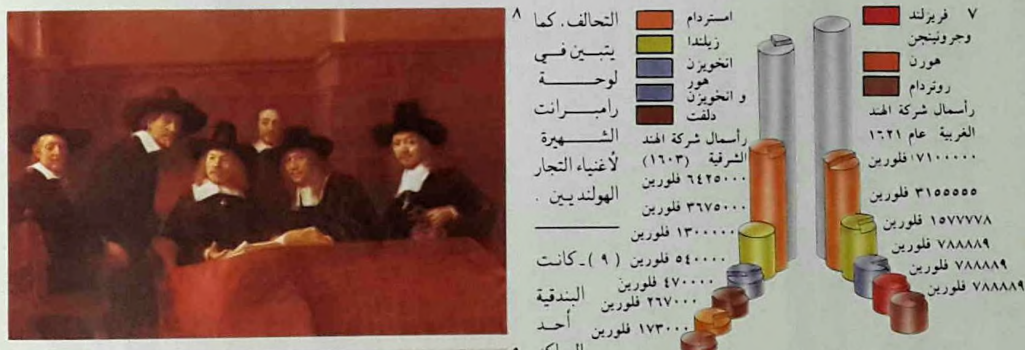 ٧
فريزلند
وجرونينجن
هورن
روتردام
رأسمال شركة الهند
الغربية عام ١٦٢١
٧١٠٠٠٠٠ فلورين
٣١٥٥٥٥٥ فلورين
١٥٧٧٧٧٨ فلورين
٧٨٨٨٨٩ فلورين
٧٨٨٨٨٩ فلورين
٧٨٨٨٨٩ فلورين
امستردام
زيلندا
انخويزن
هور
و انخويزن
دلفت
رأسمال شركة الهند
الشرقية (١٦٠٣)
٦٤٢٥٠٠٠ فلورين
٣٦٧٥٠٠٠ فلورين
١٣٠٠٠٠٠ فلورين
٥٤٠٠٠٠ فلورين
٤٧٠٠٠٠ فلورين
٢٦٧٠٠٠ فلورين
١٧٣٠٠٠ فلورين
٨
التحالف، كما
يتبين في
لوحة
رامبرانت
الشهيرة
لأغنياء التجار
الهولنديين .
(٩) ـ كانت
البندقية
أحد